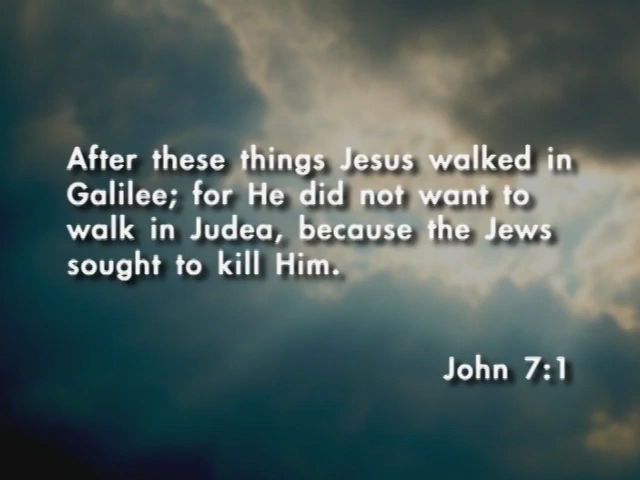 After these things Jesus walked in
Galilee; for He did not want to
walk in Judea, because the Jews
sought to kill Him.
John 7:1